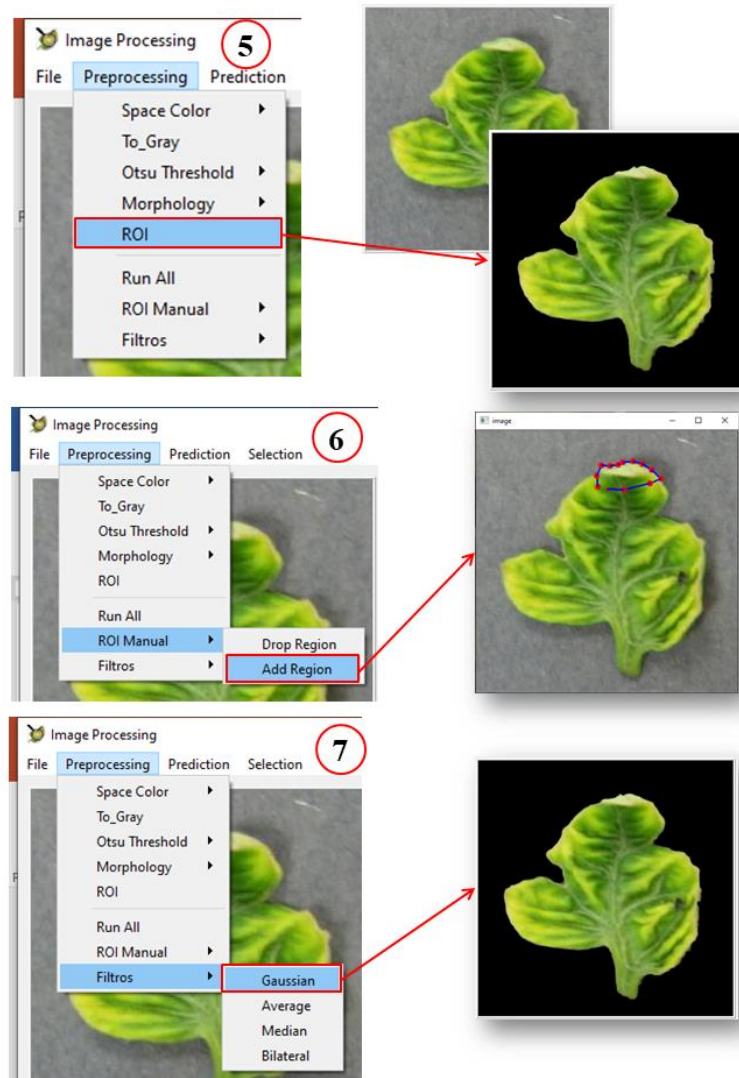 Image Processing
5
File Preprocessing Prediction
Space Color
To_Gray
Otsu Threshold
Morphology
ROI
Run All
ROI Manual
Filtros
Image Processing
6
File Preprocessing Prediction Selection
Space Color
To_Gray
Otsu Threshold
Morphology
ROI
Run All
ROI Manual
Drop Region
Filtros
Add Region
image
Image Processing
7
File Preprocessing Prediction Selection
Space Color
To_Gray
Otsu Threshold
Morphology
ROI
Run All
ROI Manual
Filtros
Gaussian
Average
Median
Bilateral